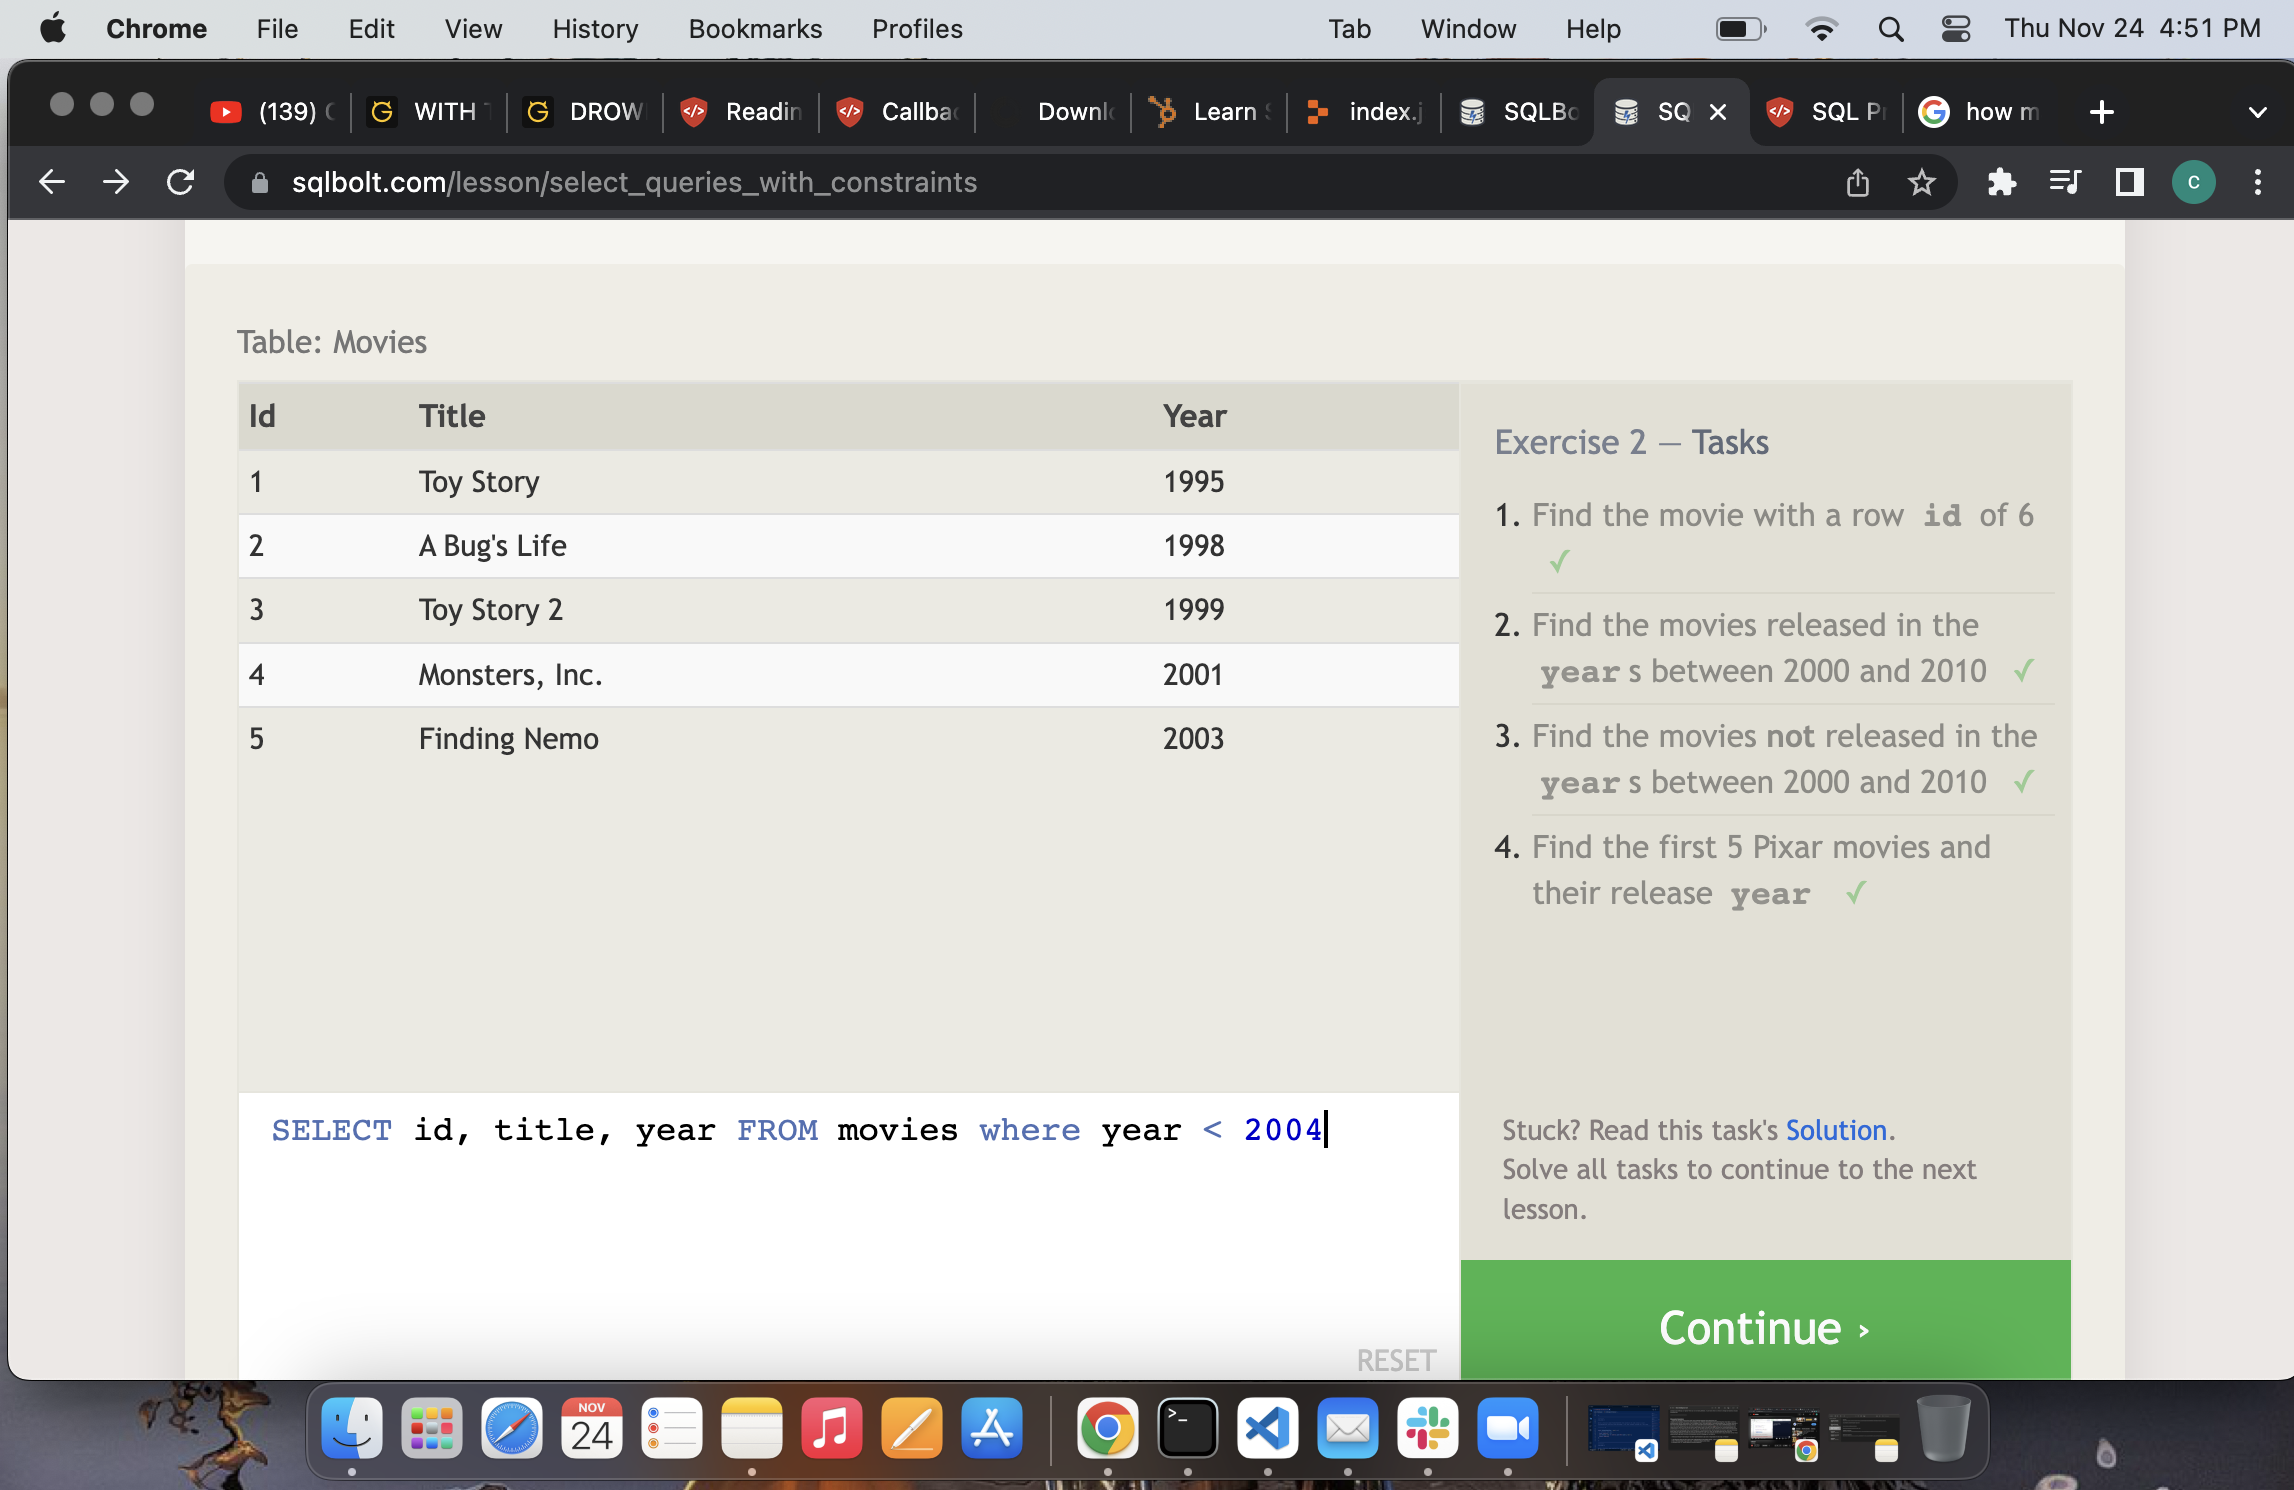 Chrome File Edit View History Bookmarks Profiles Tab Window Help Thu Nov 24 4:51 PM
(139) WITH DROW Readin Callba Downl Learn index.j SQLBo SQ SQL P how m
sqlbolt.com/lesson/select_queries_with_constraints C
Table: Movies
Id Title Year
1 Toy Story 1995
2 A Bug's Life 1998
3 Toy Story 2 1999
4 Monsters, Inc. 2001
5 Finding Nemo 2003
SELECT id, title, year FROM movies where year < 2004
RESET
Exercise 2 — Tasks
1. Find the movie with a row id of 6
✓
2. Find the movies released in the
years between 2000 and 2010 ✓
3. Find the movies not released in the
years between 2000 and 2010 ✓
4. Find the first 5 Pixar movies and
their release year ✓
Stuck? Read this task's Solution.
Solve all tasks to continue to the next
lesson.
Continue ›
NOV
24